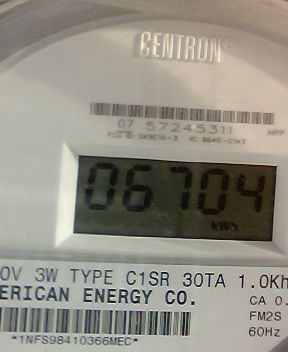 CENTRON®
07 57245311
HPP
06704
kWh
0V 3W TYPE C1SR 30TA 1.0Kh
ERICAN ENERGY CO.
CA 0.
FM2S
60Hz
*1NFS98410366MEC*